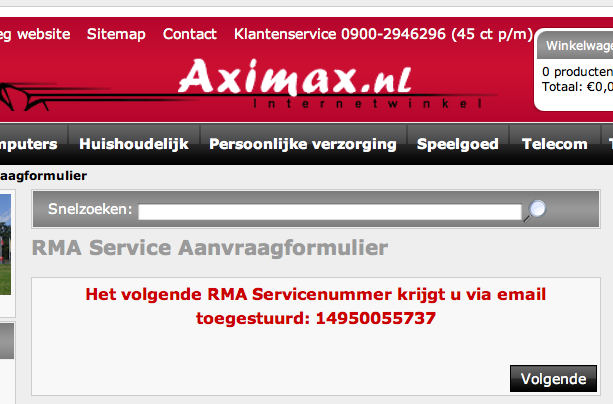 eg website Sitemap Contact Klantenservice 0900-2946296 (45 ct p/m)
Winkelwage
0 producten
Totaal: €0,0
Aximax.nl
Internetwinkel
mputers Huishoudelijk Persoonlijke verzorging Speelgoed Telecom T
aagformulier
Snelzoeken:
RMA Service Aanvraagformulier
Het volgende RMA Servicenummer krijgt u via email
toegestuurd: 14950055737
Volgende